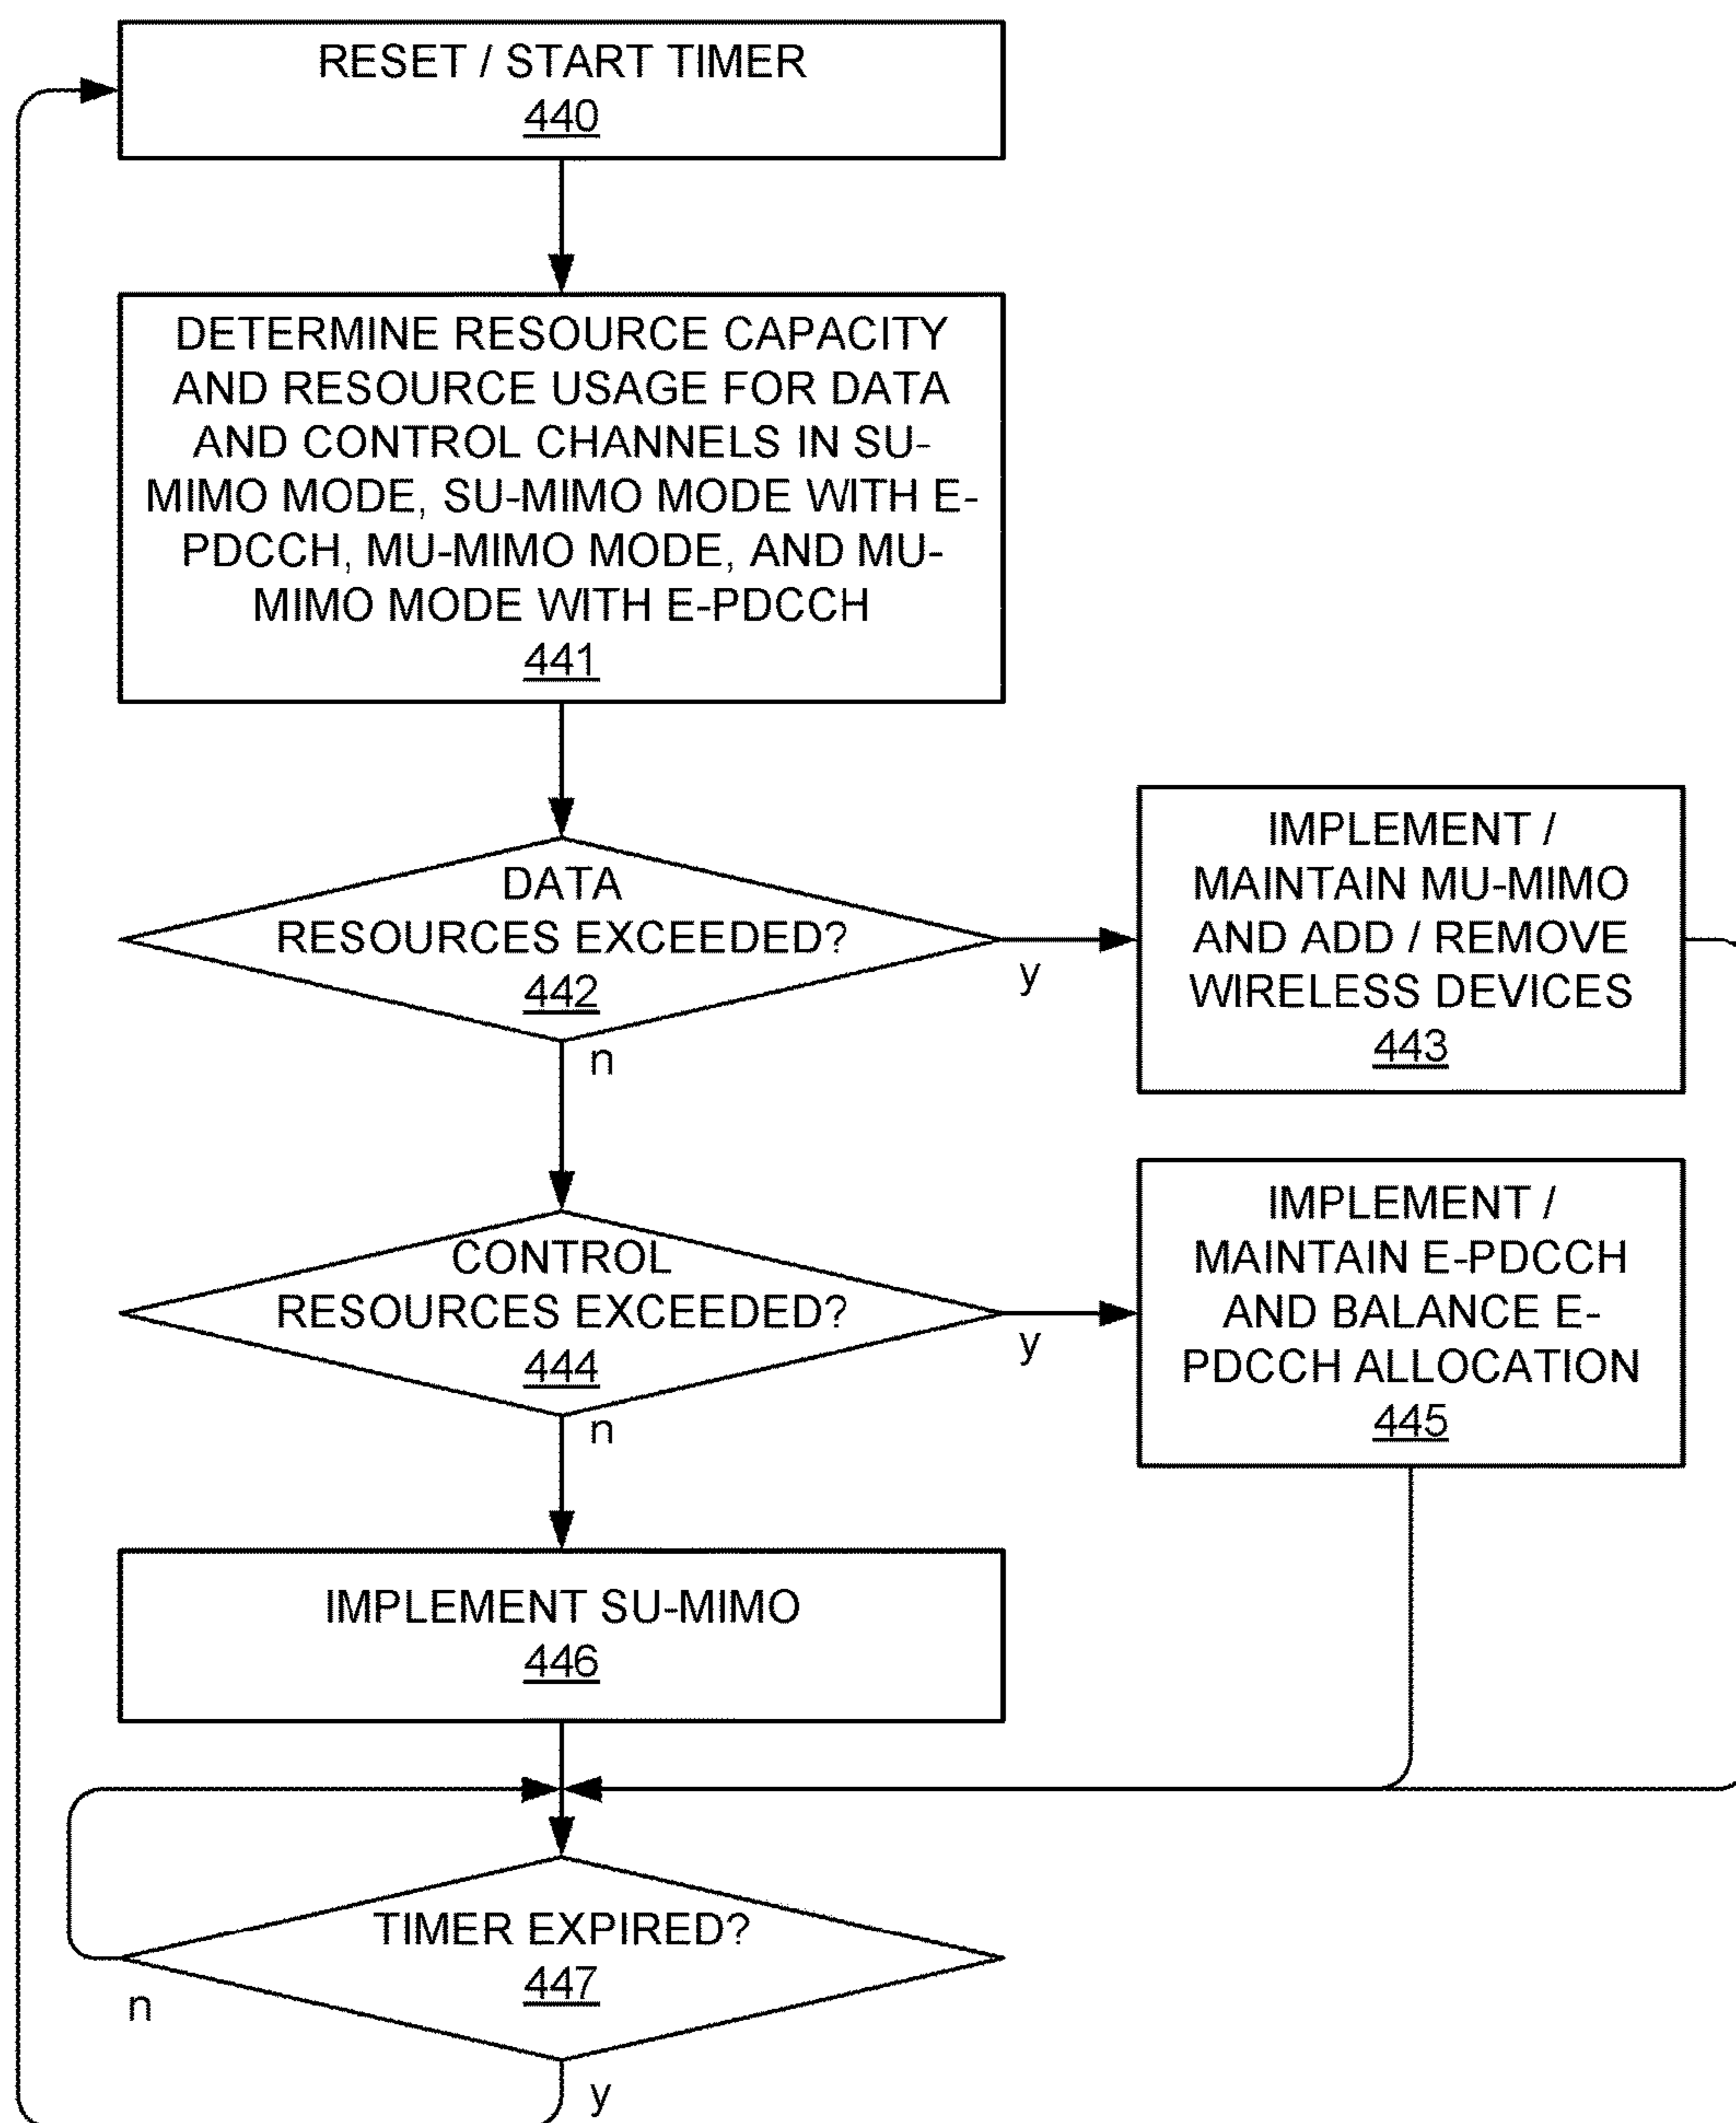 RESET / START TIMER
440
DETERMINE RESOURCE CAPACITY
AND RESOURCE USAGE FOR DATA
AND CONTROL CHANNELS IN SU-
MIMO MODE, SU-MIMO MODE WITH E-
PDCCH, MU-MIMO MODE, AND MU-
MIMO MODE WITH E-PDCCH
441
DATA
RESOURCES EXCEEDED?
442
y
n
IMPLEMENT /
MAINTAIN MU-MIMO
AND ADD / REMOVE
WIRELESS DEVICES
443
CONTROL
RESOURCES EXCEEDED?
444
y
n
IMPLEMENT /
MAINTAIN E-PDCCH
AND BALANCE E-
PDCCH ALLOCATION
445
IMPLEMENT SU-MIMO
446
TIMER EXPIRED?
447
n
y